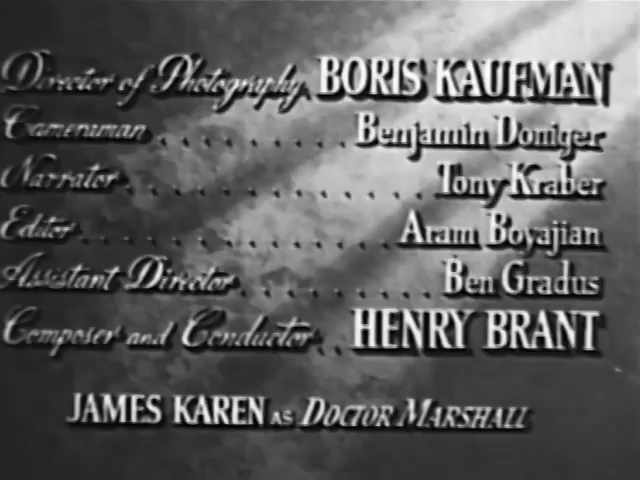 Director of Photography BORIS KAUFMAN
Cameraman . . . . . . . . . . Benjamin Doniger
Narrator . . . . . . . . . . . . . . Tony Kraber
Editor . . . . . . . . . . . . . . . Aram Boyajian
Assistant Director . . . . . . . . . Ben Gradus
Composer and Conductor . . HENRY BRANT
JAMES KAREN AS DOCTOR MARSHALL